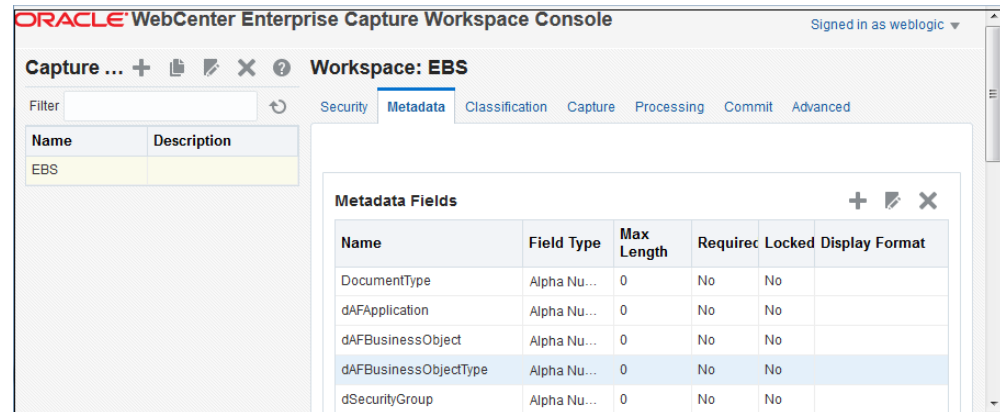 ORACLE WebCenter Enterprise Capture Workspace Console
Signed in as weblogic
Capture ...
Workspace: EBS
Filter
Security Metadata Classification Capture Processing Commit Advanced
Name Description
EBS
Metadata Fields
Name Field Type Max Length Required Locked Display Format
DocumentType Alpha Nu... 0 No No
dAFApplication Alpha Nu... 0 No No
dAFBusinessObject Alpha Nu... 0 No No
dAFBusinessObjectType Alpha Nu... 0 No No
dSecurityGroup Alpha Nu... 0 No No